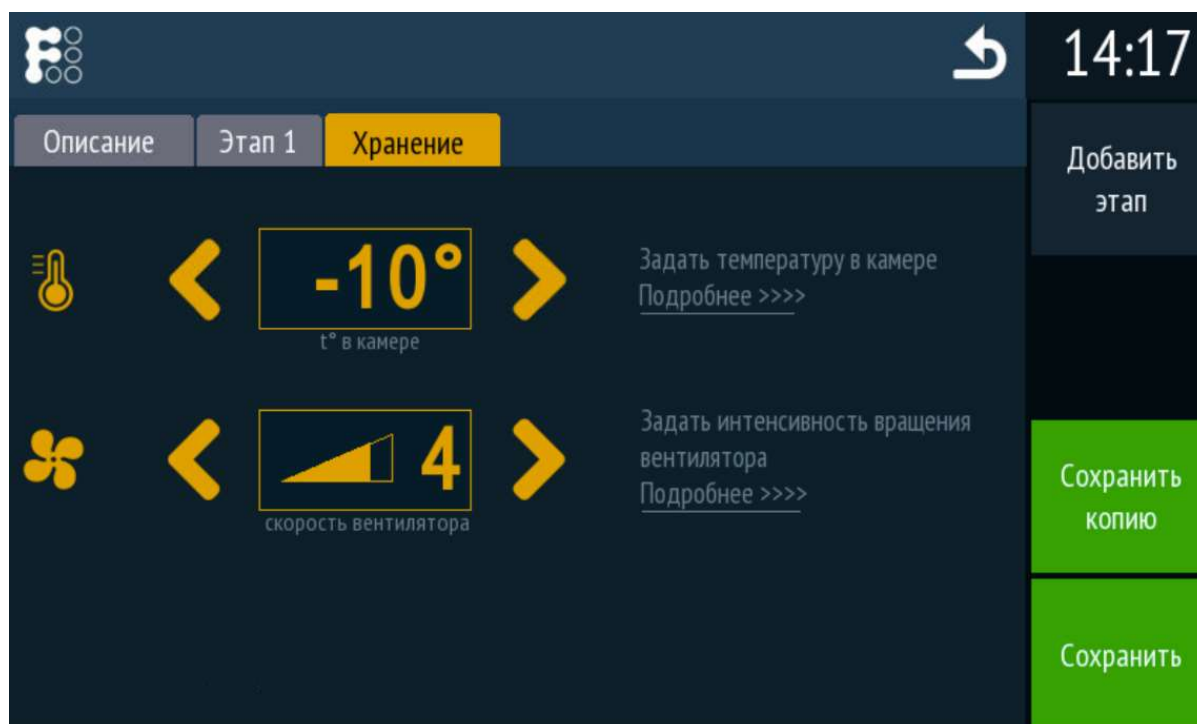 F
14:17
Описание
Этап 1
Хранение
Добавить
этап
-10°
t° в камере
Задать температуру в камере
Подробнее >>>>
4
скорость вентилятора
Задать интенсивность вращения
вентилятора
Подробнее >>>>
Сохранить
копию
Сохранить